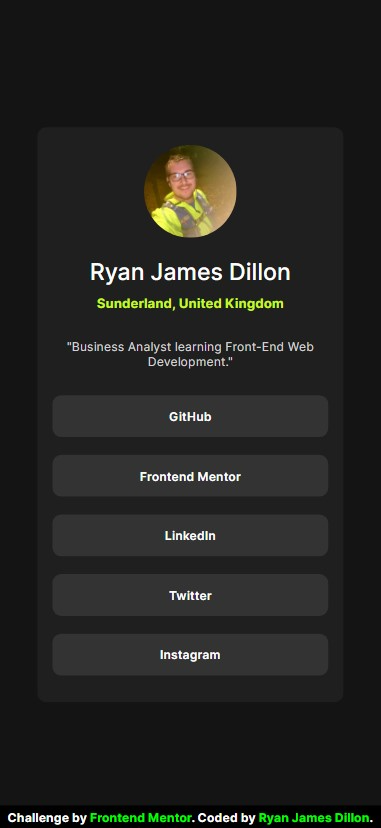 Ryan James Dillon
Sunderland, United Kingdom
"Business Analyst learning Front-End Web
Development."
GitHub
Frontend Mentor
LinkedIn
Twitter
Instagram
Challenge by Frontend Mentor. Coded by Ryan James Dillon.